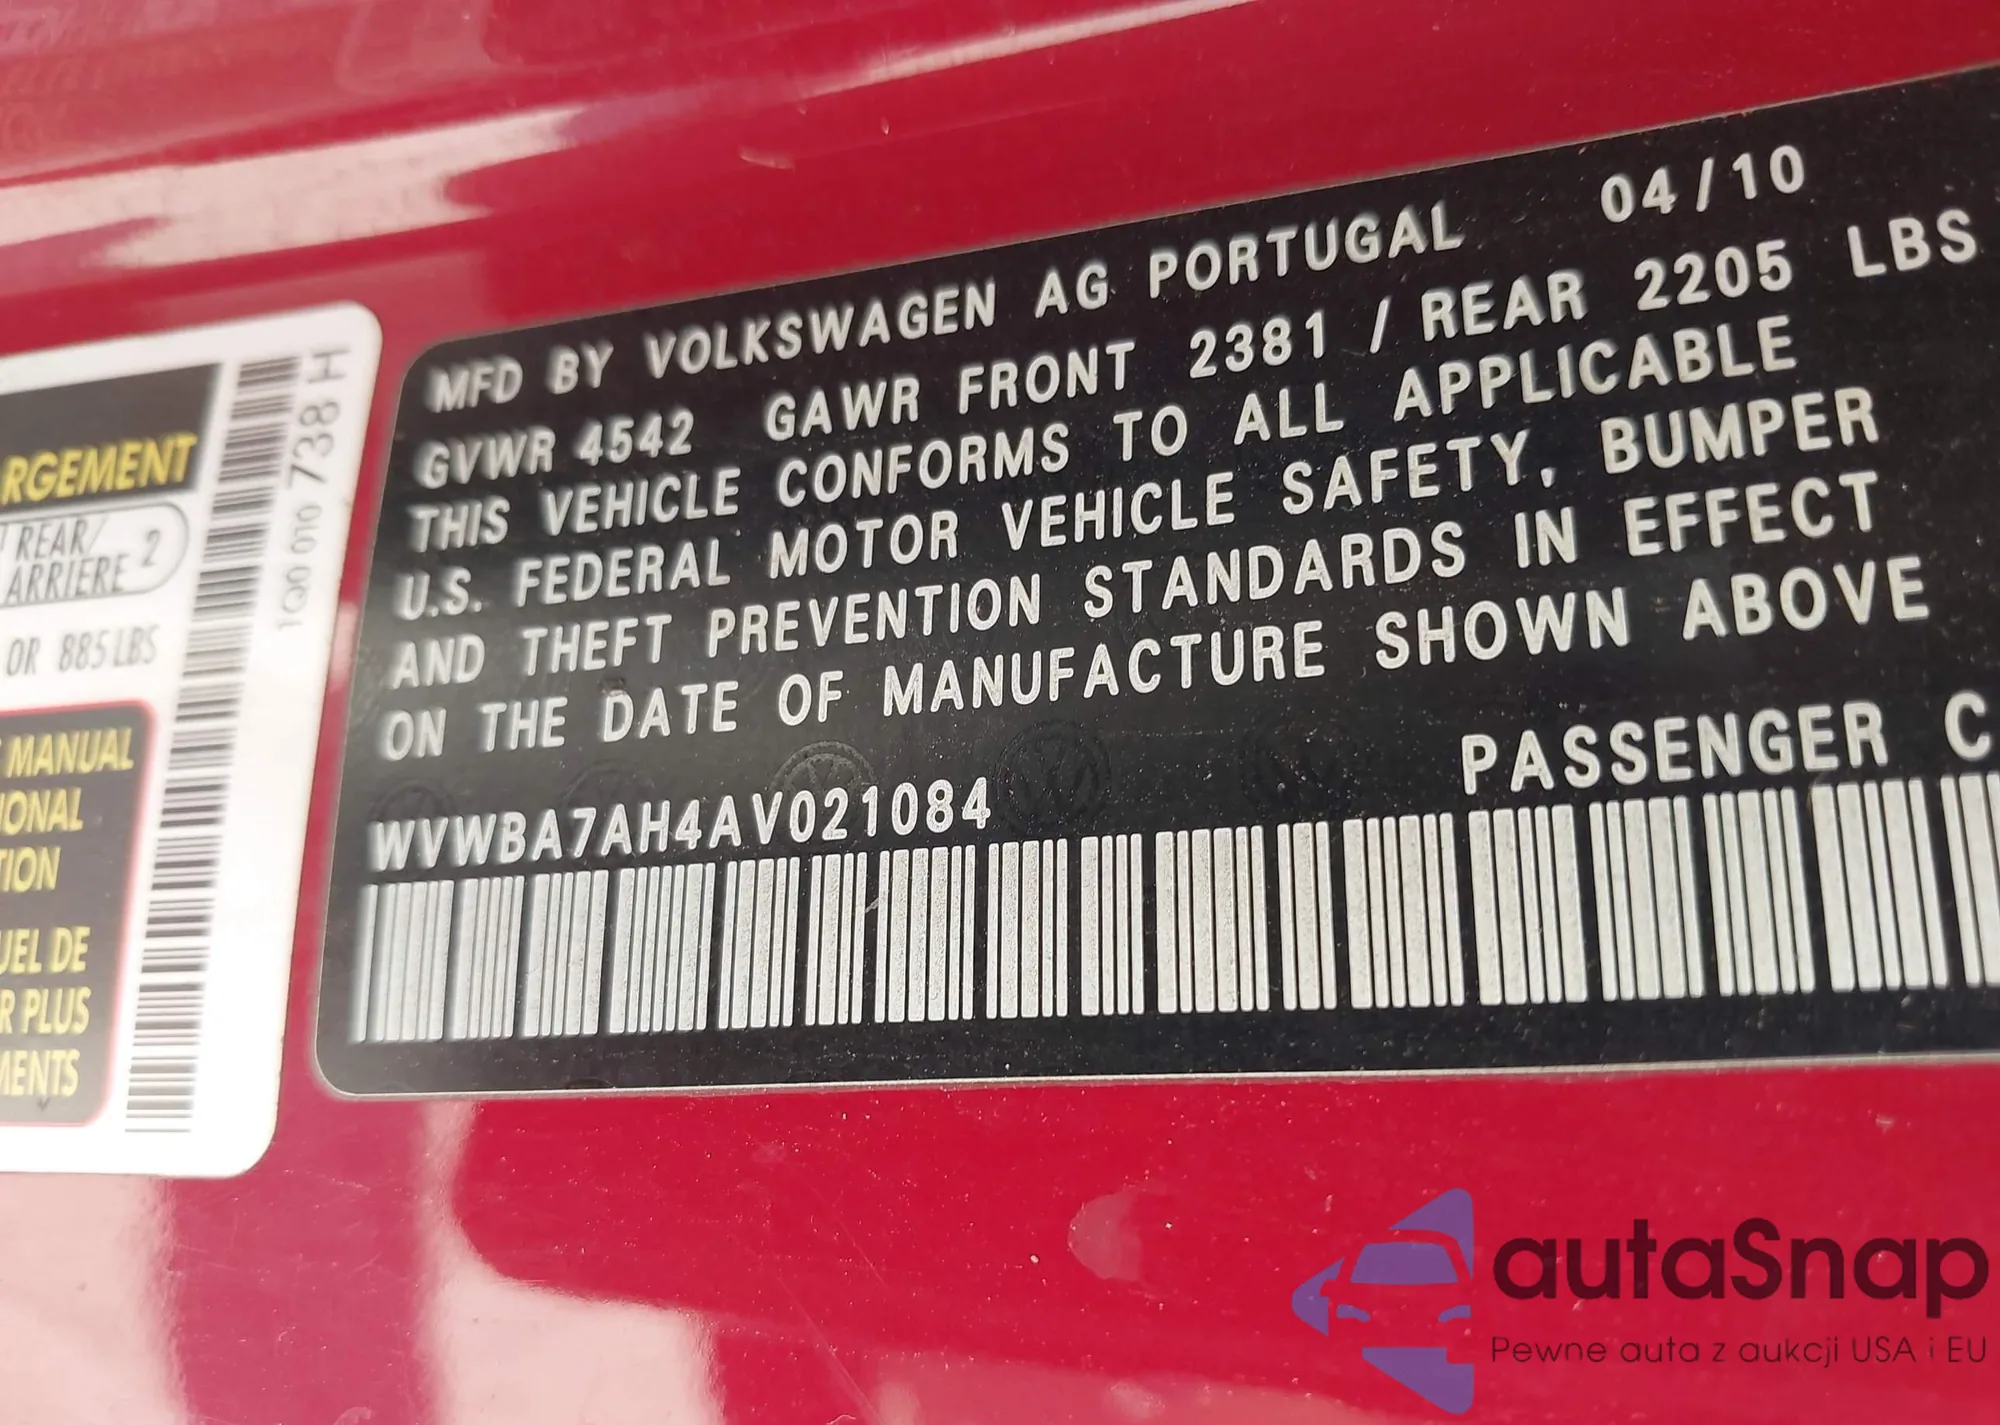 MFD BY VOLKSWAGEN AG PORTUGAL 04/10
GVWR 4542 GAWR FRONT 2381 / REAR 2205 LBS
THIS VEHICLE CONFORMS TO ALL APPLICABLE
U.S. FEDERAL MOTOR VEHICLE SAFETY, BUMPER
AND THEFT PREVENTION STANDARDS IN EFFECT
ON THE DATE OF MANUFACTURE SHOWN ABOVE
WVWBA7AH4AV021084 PASSENGER C
RGEMENT
REAR/
ARRIERE 2
OR 885 LBS
MANUAL
IONAL
TION
UEL DE
R PLUS
MENTS
1Q0 010 738 H
autaSnap
Pewne auta z aukcji USA i EU